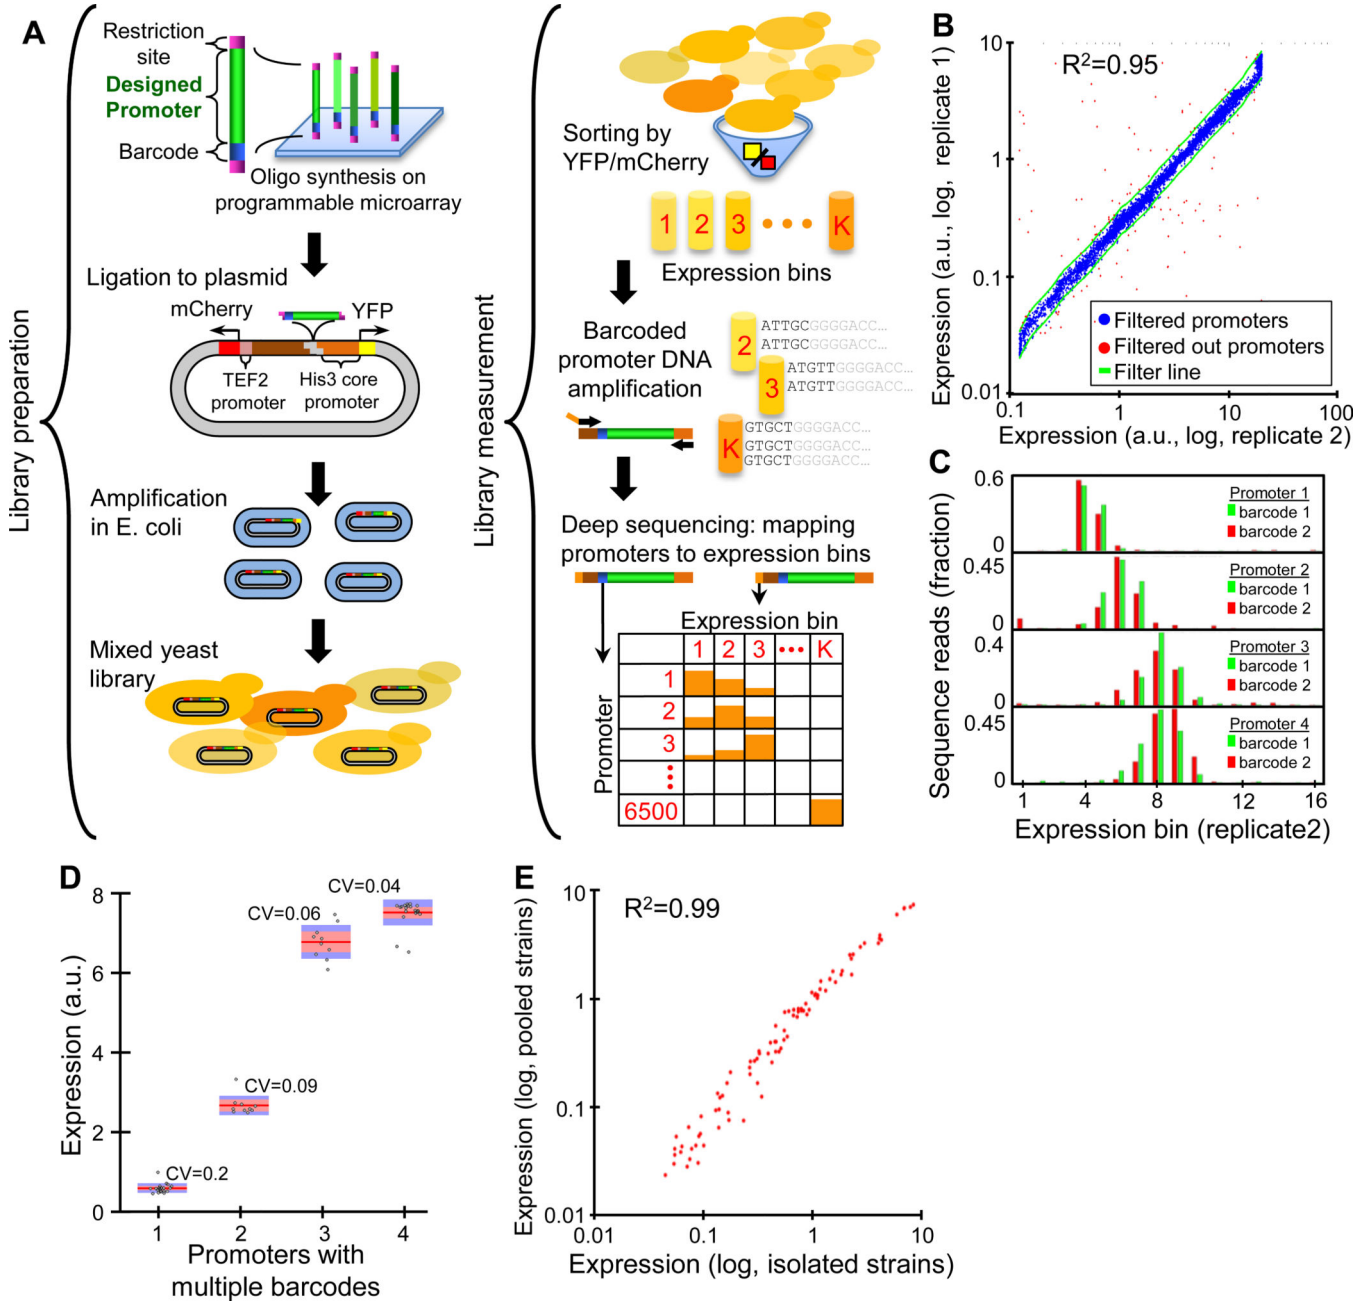 A
Library preparation
Restriction
site
Designed
Promoter
Barcode
Oligo synthesis on
programmable microarray
Ligation to plasmid
mCherry
YFP
TEF2
promoter
His3 core
promoter
Amplification
in E. coli
Mixed yeast
library
Library measurement
Sorting by
YFP/mCherry
1 2 3 K
Expression bins
Barcoded
promoter DNA
amplification
2
ATTGCGGGGACC...
ATTGCGGGGACC...
3
ATGTTGGGGACC...
ATGTTGGGGACC...
K
GTGCTGGGGACC...
GTGCTGGGGACC...
GTGCTGGGGACC...
Deep sequencing: mapping
promoters to expression bins
Expression bin
1 2 3 K
Promoter
1
2
3
6500
B
Expression (a.u., log, replicate 1)
10
1
0.1
0.01
R²=0.95
Filtered promoters
Filtered out promoters
Filter line
0.1 1 10 100
Expression (a.u., log, replicate 2)
C
Sequence reads (fraction)
0.6
0
Promoter 1
barcode 1
barcode 2
0.45
0
Promoter 2
barcode 1
barcode 2
0.4
0
Promoter 3
barcode 1
barcode 2
0.45
0
Promoter 4
barcode 1
barcode 2
1 4 8 12 16
Expression bin (replicate2)
D
Expression (a.u.)
8
6
4
2
0
CV=0.2
CV=0.09
CV=0.06
CV=0.04
1 2 3 4
Promoters with
multiple barcodes
E
Expression (log, pooled strains)
10
1
0.1
0.01
R²=0.99
0.01 0.1 1 10
Expression (log, isolated strains)